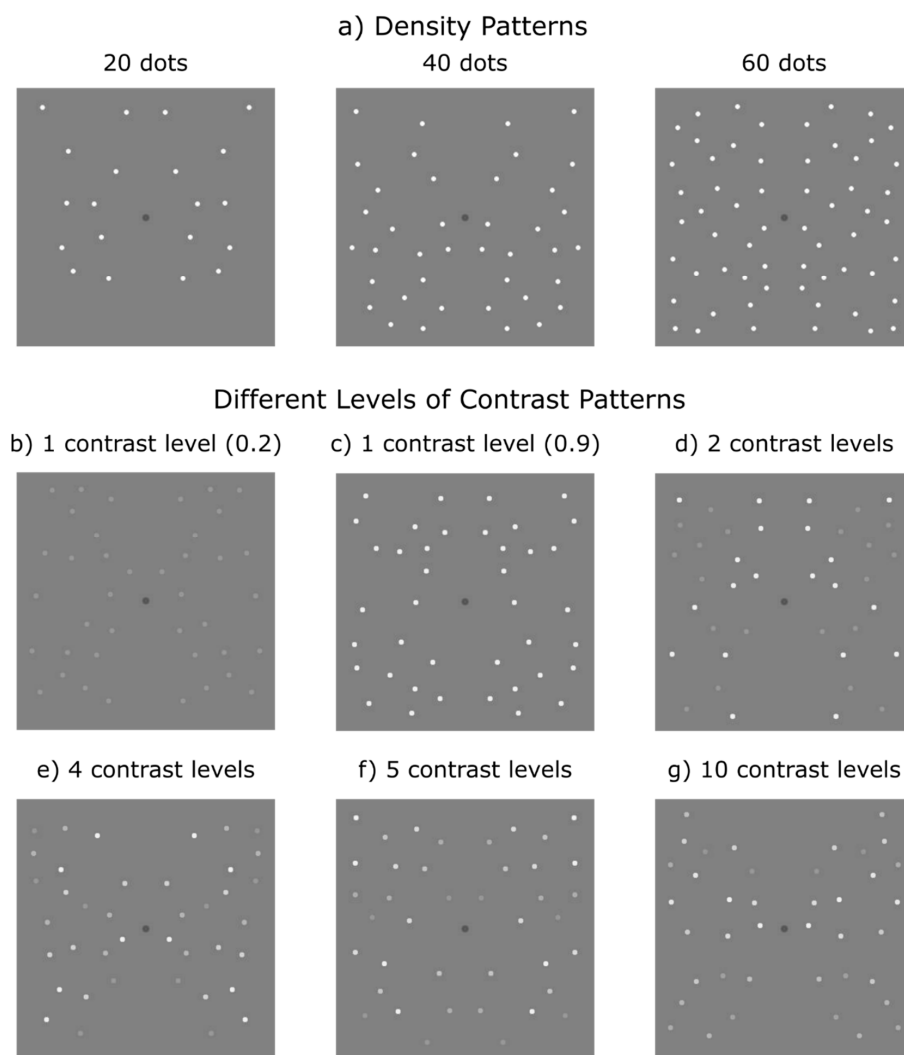 a) Density Patterns
20 dots
40 dots
60 dots
Different Levels of Contrast Patterns
b) 1 contrast level (0.2)
c) 1 contrast level (0.9)
d) 2 contrast levels
e) 4 contrast levels
f) 5 contrast levels
g) 10 contrast levels